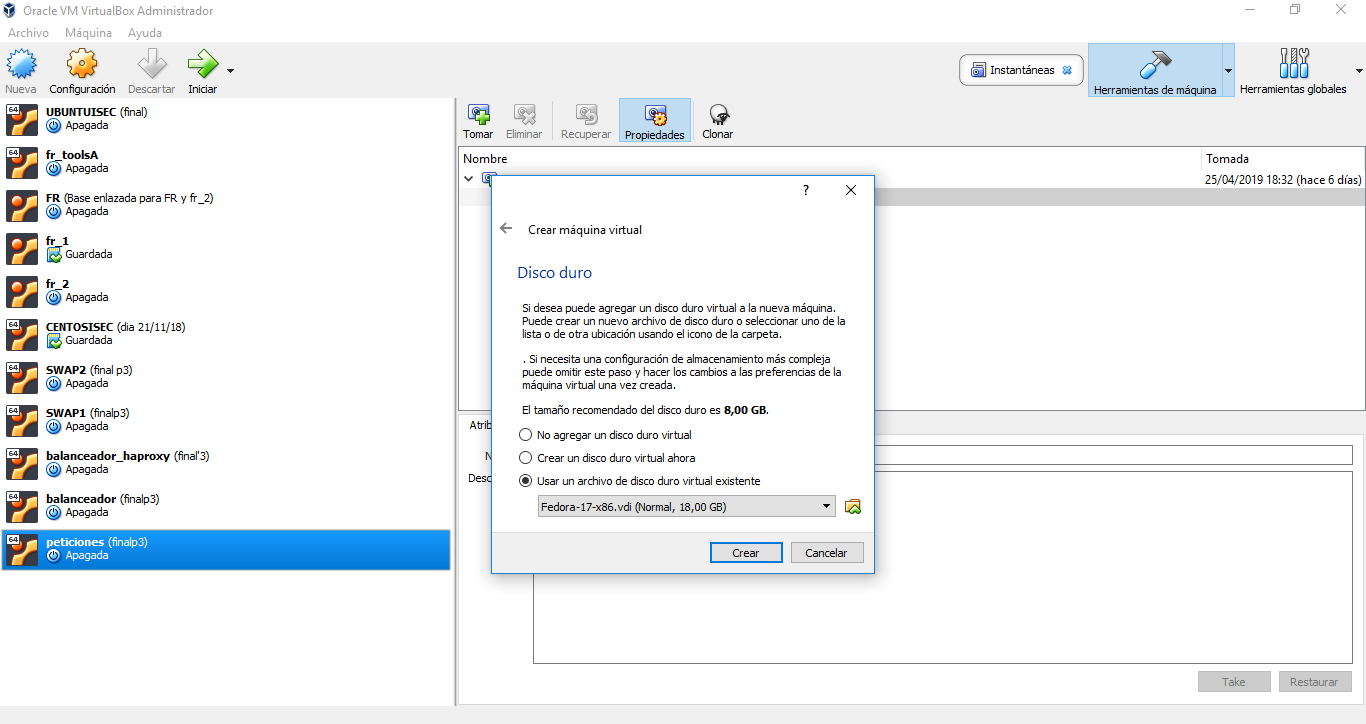 Oracle VM VirtualBox Administrador
Archivo Máquina Ayuda
Nueva Configuración Descartar Iniciar
Instantáneas
Herramientas de máquina
Herramientas globales
64 UBUNTUISEC (final)
Apagada
64 fr_toolsA
Apagada
FR (Base enlazada para FR y fr_2)
Apagada
fr_1
Guardada
fr_2
Apagada
64 CENTOSISEC (dia 21/11/18)
Guardada
64 SWAP2 (final p3)
Apagada
64 SWAP1 (finalp3)
Apagada
64 balanceador_haproxy (final'3)
Apagada
64 balanceador (finalp3)
Apagada
64 peticiones (finalp3)
Apagada
Tomar Eliminar Recuperar Propiedades Clonar
Nombre Tomada
25/04/2019 18:32 (hace 6 días)
?
Crear máquina virtual
Disco duro
Si desea puede agregar un disco duro virtual a la nueva máquina.
Puede crear un nuevo archivo de disco duro o seleccionar uno de la
lista o de otra ubicación usando el icono de la carpeta.
. Si necesita una configuración de almacenamiento más compleja
puede omitir este paso y hacer los cambios a las preferencias de la
máquina virtual una vez creada.
El tamaño recomendado del disco duro es 8,00 GB.
No agregar un disco duro virtual
Crear un disco duro virtual ahora
Usar un archivo de disco duro virtual existente
Fedora-17-x86.vdi (Normal, 18,00 GB)
Crear Cancelar
Atrib
N
Desc
Take Restaurar